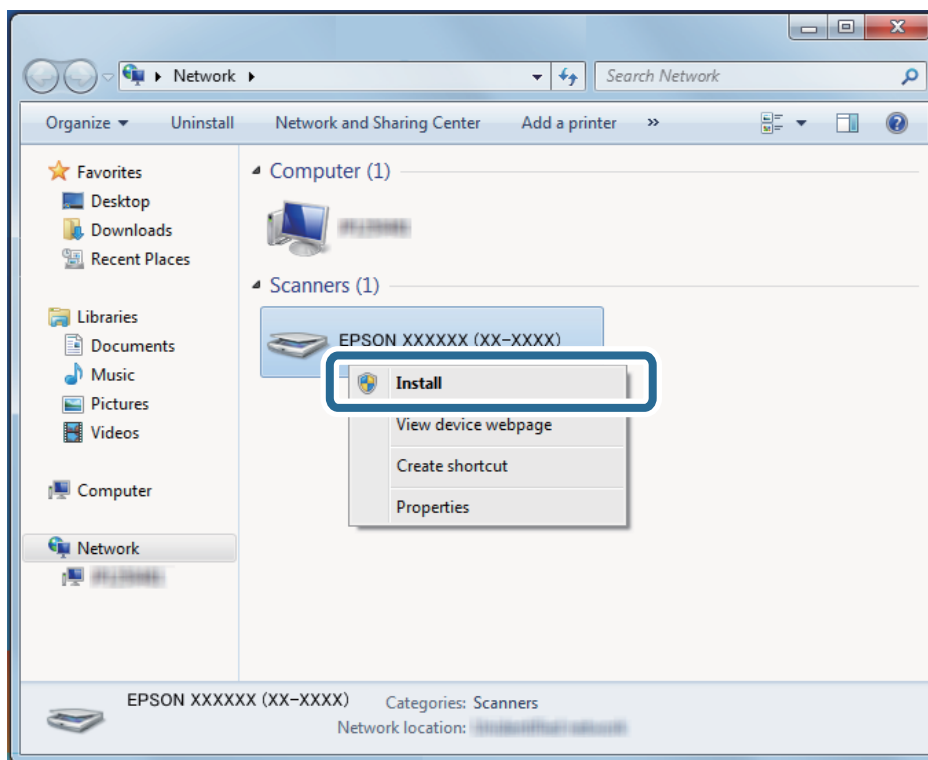 Network
Search Network
Organize Uninstall Network and Sharing Center Add a printer »
Favorites
Desktop
Downloads
Recent Places
Libraries
Documents
Music
Pictures
Videos
Computer
Network
Computer (1)
Scanners (1)
EPSON XXXXXX (XX-XXXX)
Install
View device webpage
Create shortcut
Properties
EPSON XXXXXX (XX-XXXX) Categories: Scanners
Network location: